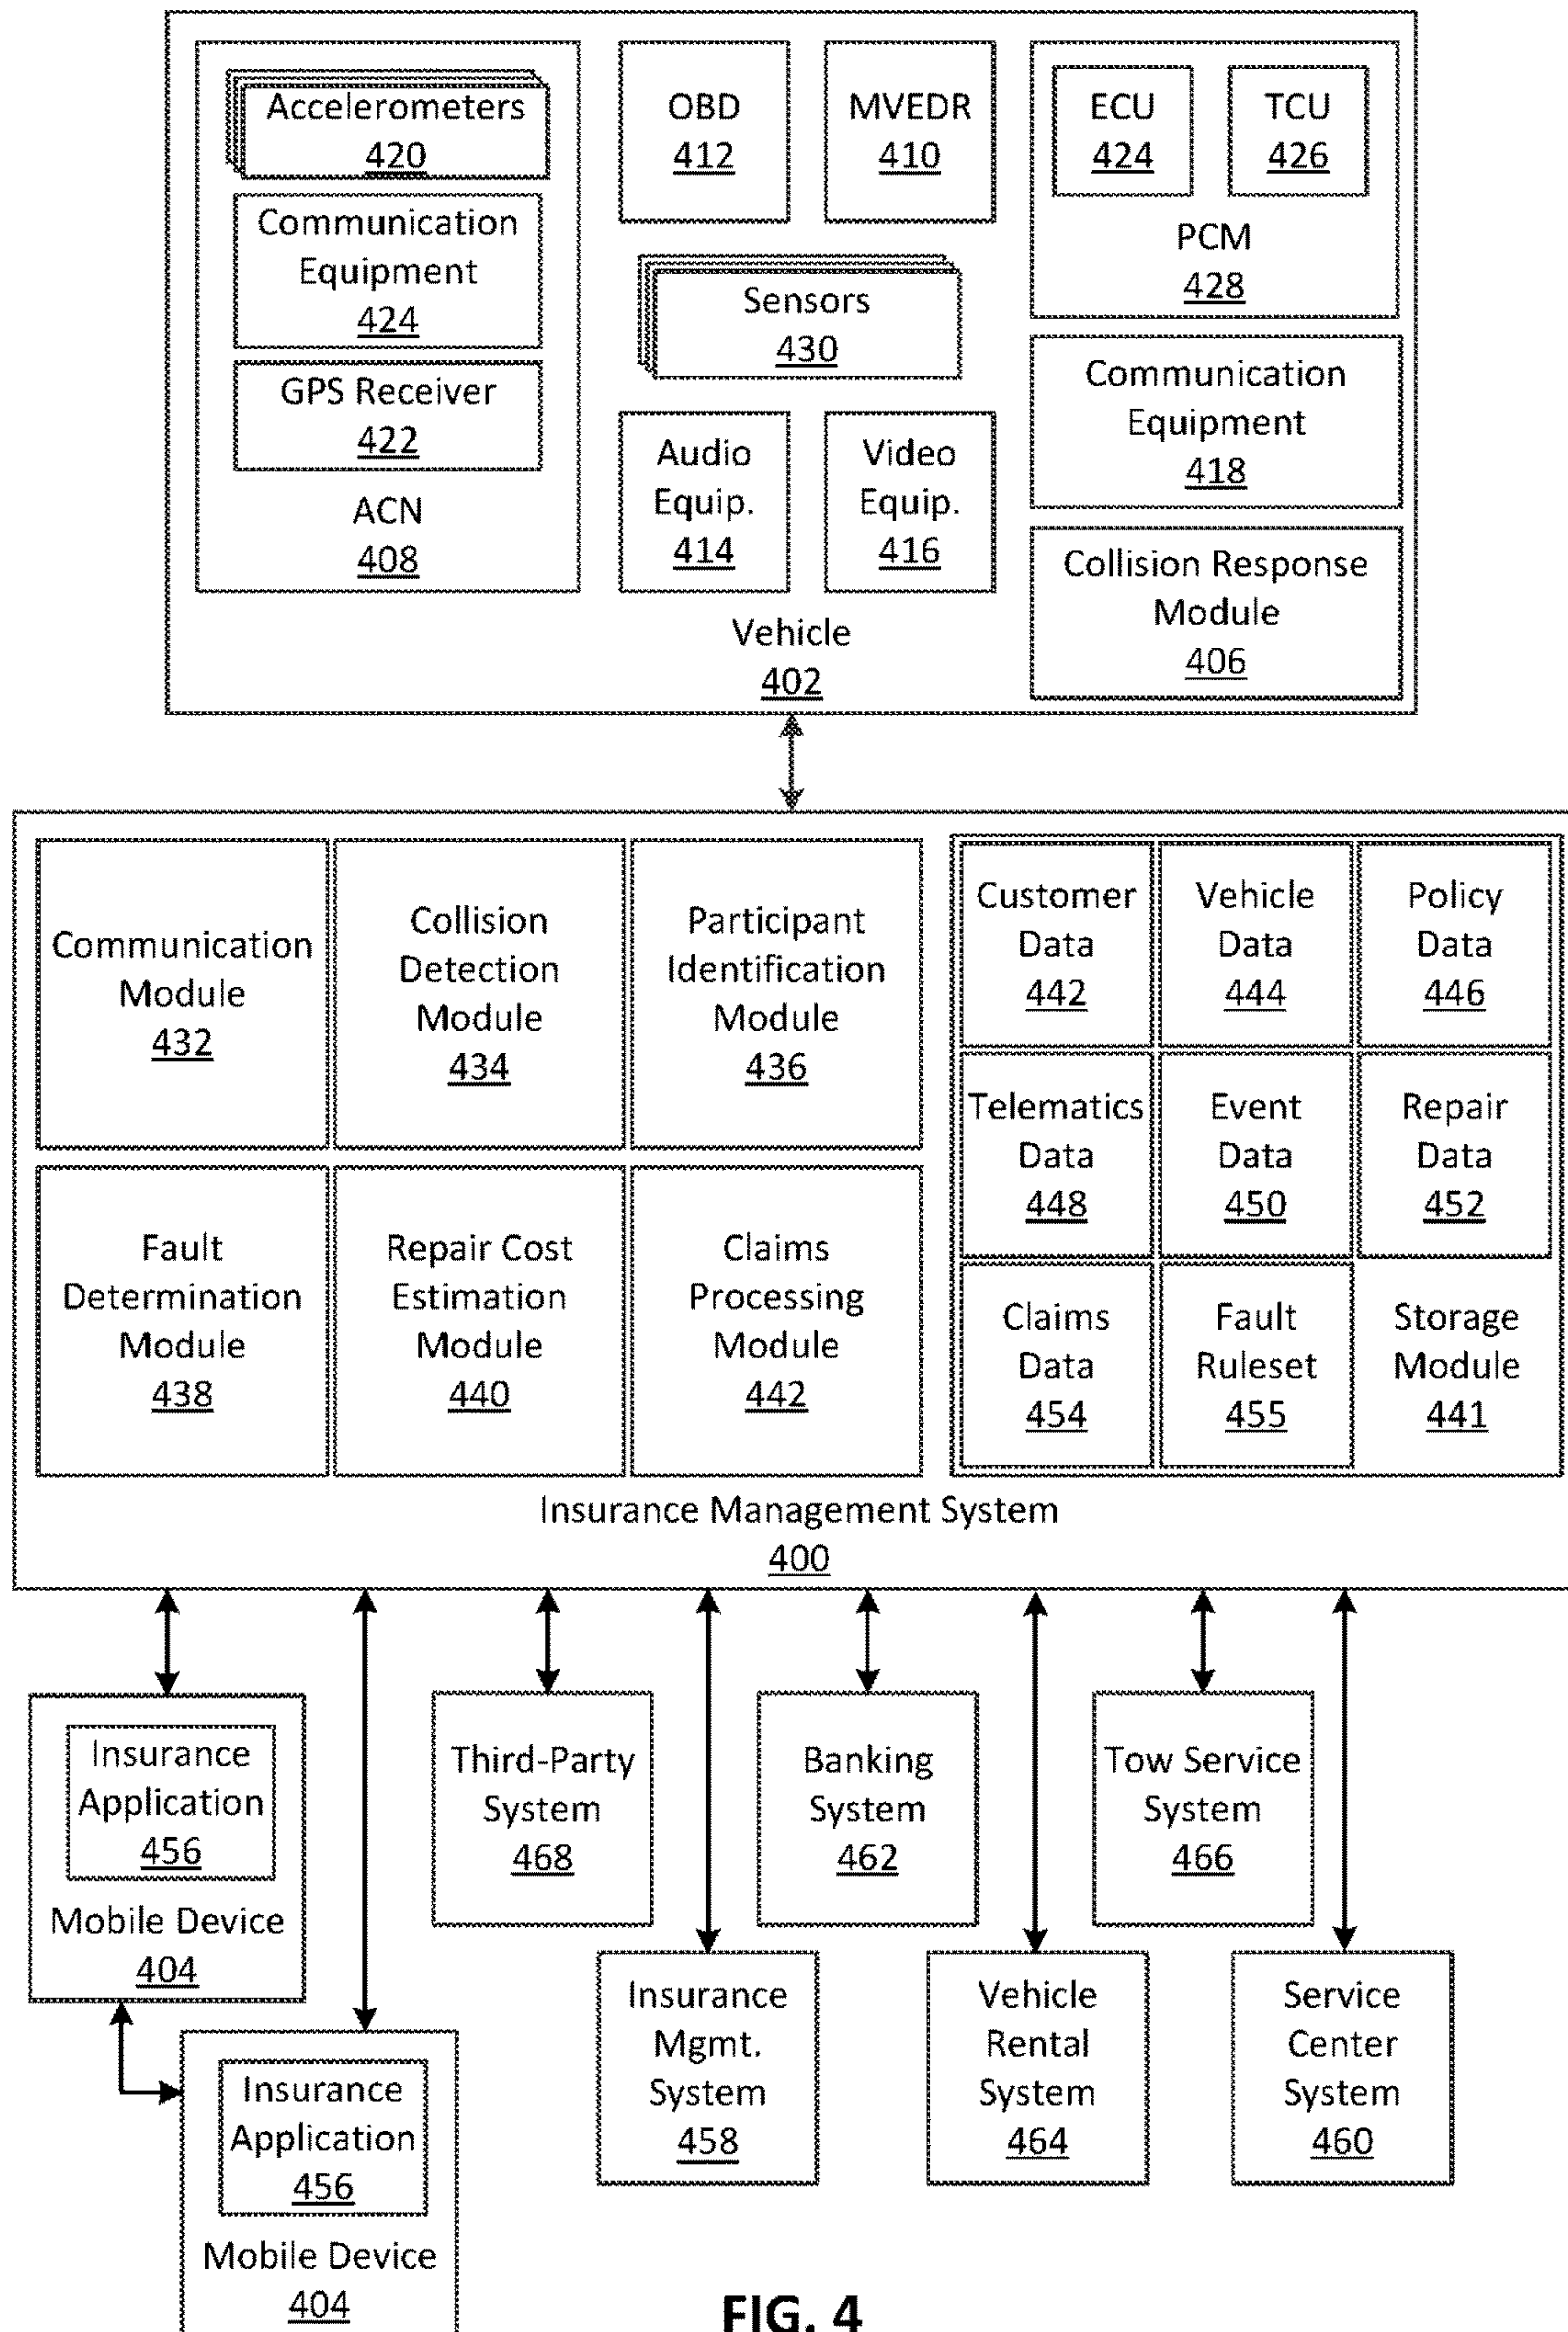 Accelerometers
420
Communication
Equipment
424
GPS Receiver
422
ACN
408
OBD
412
MVEDR
410
Sensors
430
Audio
Equip.
414
Video
Equip.
416
ECU
424
TCU
426
PCM
428
Communication
Equipment
418
Collision Response
Module
406
Vehicle
402
Communication
Module
432
Collision
Detection
Module
434
Participant
Identification
Module
436
Fault
Determination
Module
438
Repair Cost
Estimation
Module
440
Claims
Processing
Module
442
Customer
Data
442
Vehicle
Data
444
Policy
Data
446
Telematics
Data
448
Event
Data
450
Repair
Data
452
Claims
Data
454
Fault
Ruleset
455
Storage
Module
441
Insurance Management System
400
Insurance
Application
456
Mobile Device
404
Third-Party
System
468
Banking
System
462
Tow Service
System
466
Insurance
Application
456
Mobile Device
404
Insurance
Mgmt.
System
458
Vehicle
Rental
System
464
Service
Center
System
460
FIG. 4